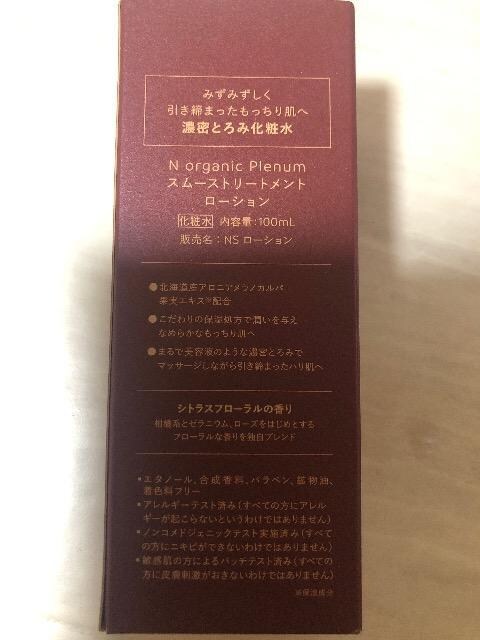 みずみずしく
引き締まったもっちり肌へ
濃密とろみ化粧水
N organic Plenum
スムーストリートメント
ローション
化粧水 内容量:100mL
販売名:NS ローション
●北海道産アロニアメラノカルパ
果実エキス※配合
●こだわりの保湿処方で潤いを与え
なめらかなもっちり肌へ
●まるで美容液のような濃密とろみで
マッサージしながら引き締まったハリ肌へ
シトラスフローラルの香り
柑橘系とゼラニウム、ローズをはじめとする
フローラルな香りを独自ブレンド
•エタノール、合成香料、パラベン、鉱物油、
着色料フリー
•アレルギーテスト済み(すべての方にアレル
ギーが起こらないというわけではありません)
•ノンコメドジェニックテスト実施済み(すべて
の方にニキビができないわけではありません)
•敏感肌の方によるパッチテスト済み(すべての
方に皮膚刺激がおきないわけではありません)
※保湿成分